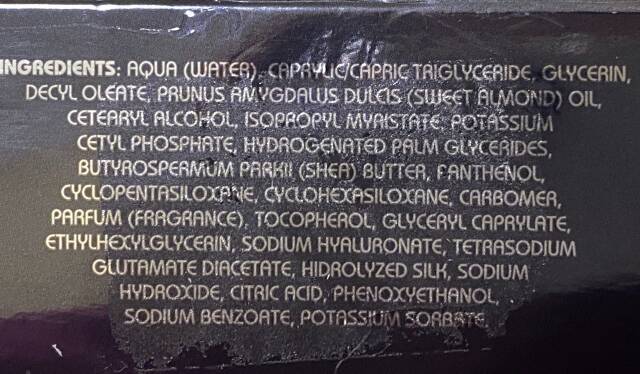 INGREDIENTS: AQUA (WATER), CAPRYLIC/CAPRIC TRIGLYCERIDE, GLYCERIN,
DECYL OLEATE, PRUNUS AMYGDALUS DULCIS (SWEET ALMOND) OIL,
CETEARYL ALCOHOL, ISOPROPYL MYRISTATE, POTASSIUM
CETYL PHOSPHATE, HYDROGENATED PALM GLYCERIDES,
BUTYROSPERMUM PARKII (SHEA) BUTTER, PANTHENOL,
CYCLOPENTASILOXANE, CYCLOHEXASILOXANE, CARBOMER,
PARFUM (FRAGRANCE), TOCOPHEROL, GLYCERYL CAPRYLATE,
ETHYLHEXYLGLYCERIN, SODIUM HYALURONATE, TETRASODIUM
GLUTAMATE DIACETATE, HIDROLYZED SILK, SODIUM
HYDROXIDE, CITRIC ACID, PHENOXYETHANOL,
SODIUM BENZOATE, POTASSIUM SORBATE